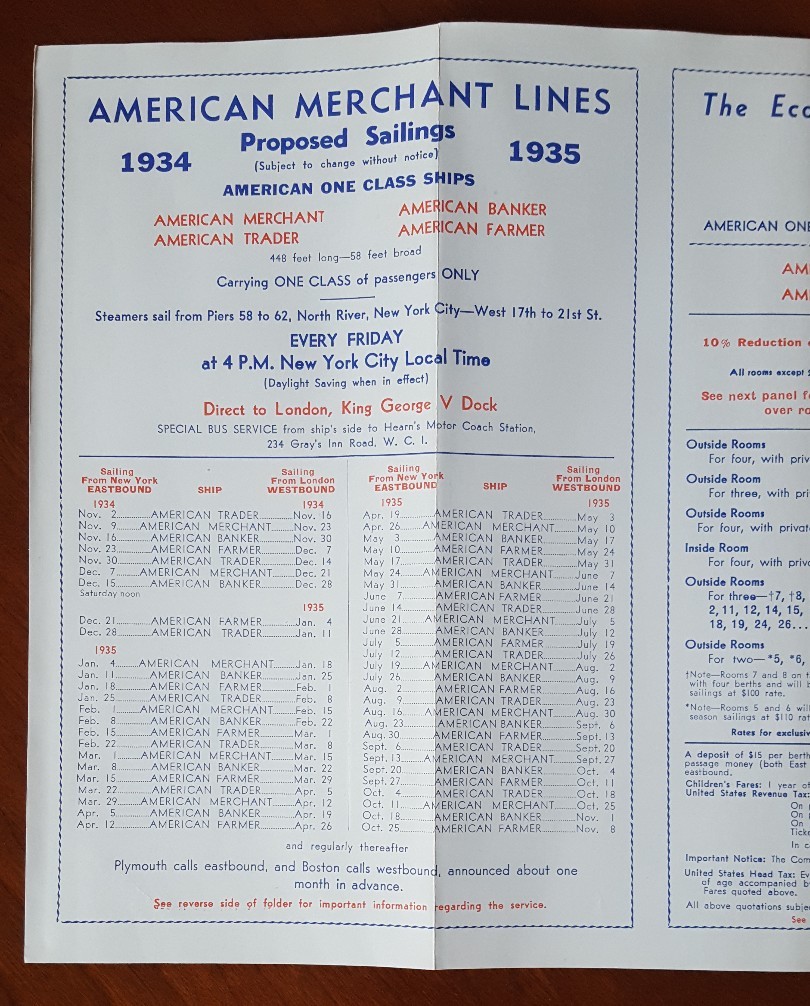 AMERICAN MERCHANT LINES
1934 Proposed Sailings 1935
(Subject to change without notice)
AMERICAN ONE CLASS SHIPS
AMERICAN MERCHANT AMERICAN BANKER
AMERICAN TRADER AMERICAN FARMER
448 feet long—58 feet broad
Carrying ONE CLASS of passengers ONLY
Steamers sail from Piers 58 to 62, North River, New York City—West 17th to 21st St.
EVERY FRIDAY
at 4 P.M. New York City Local Time
(Daylight Saving when in effect)
Direct to London, King George V Dock
SPECIAL BUS SERVICE from ship's side to Hearn's Motor Coach Station,
234 Gray's Inn Road, W. C. 1.
Sailing From New York EASTBOUND SHIP Sailing From London WESTBOUND
1934 1934
Nov. 2 AMERICAN TRADER Nov. 16
Nov. 9 AMERICAN MERCHANT Nov. 23
Nov. 16 AMERICAN BANKER Nov. 30
Nov. 23 AMERICAN FARMER Dec. 7
Nov. 30 AMERICAN TRADER Dec. 14
Dec. 7 AMERICAN MERCHANT Dec. 21
Dec. 15 AMERICAN BANKER Dec. 28
Saturday noon
1935
Dec. 21 AMERICAN FARMER Jan. 4
Dec. 28 AMERICAN TRADER Jan. 11
1935
Jan. 4 AMERICAN MERCHANT Jan. 18
Jan. 11 AMERICAN BANKER Jan. 25
Jan. 18 AMERICAN FARMER Feb. 1
Jan. 25 AMERICAN TRADER Feb. 8
Feb. 1 AMERICAN MERCHANT Feb. 15
Feb. 8 AMERICAN BANKER Feb. 22
Feb. 15 AMERICAN FARMER Mar. 1
Feb. 22 AMERICAN TRADER Mar. 8
Mar. 1 AMERICAN MERCHANT Mar. 15
Mar. 8 AMERICAN BANKER Mar. 22
Mar. 15 AMERICAN FARMER Mar. 29
Mar. 22 AMERICAN TRADER Apr. 5
Mar. 29 AMERICAN MERCHANT Apr. 12
Apr. 5 AMERICAN BANKER Apr. 19
Apr. 12 AMERICAN FARMER Apr. 26
Sailing From New York EASTBOUND SHIP Sailing From London WESTBOUND
1935 1935
Apr. 19 AMERICAN TRADER May 3
Apr. 26 AMERICAN MERCHANT May 10
May 3 AMERICAN BANKER May 17
May 10 AMERICAN FARMER May 24
May 17 AMERICAN TRADER May 31
May 24 AMERICAN MERCHANT June 7
May 31 AMERICAN BANKER June 14
June 7 AMERICAN FARMER June 21
June 14 AMERICAN TRADER June 28
June 21 AMERICAN MERCHANT July 5
June 28 AMERICAN BANKER July 12
July 5 AMERICAN FARMER July 19
July 12 AMERICAN TRADER July 26
July 19 AMERICAN MERCHANT Aug. 2
July 26 AMERICAN BANKER Aug. 9
Aug. 2 AMERICAN FARMER Aug. 16
Aug. 9 AMERICAN TRADER Aug. 23
Aug. 16 AMERICAN MERCHANT Aug. 30
Aug. 23 AMERICAN BANKER Sept. 6
Aug. 30 AMERICAN FARMER Sept. 13
Sept. 6 AMERICAN TRADER Sept. 20
Sept. 13 AMERICAN MERCHANT Sept. 27
Sept. 20 AMERICAN BANKER Oct. 4
Sept. 27 AMERICAN FARMER Oct. 11
Oct. 4 AMERICAN TRADER Oct. 18
Oct. 11 AMERICAN MERCHANT Oct. 25
Oct. 18 AMERICAN BANKER Nov. 1
Oct. 25 AMERICAN FARMER Nov. 8
and regularly thereafter
Plymouth calls eastbound, and Boston calls westbound, announced about one
month in advance.
See reverse side of folder for important information regarding the service.
The Eco
AMERICAN ONE
AM
AM
10% Reduction
All rooms except
See next panel f
over ro
Outside Rooms
For four, with priv
Outside Room
For three, with pri
Outside Rooms
For four, with privat
Inside Room
For four, with priv
Outside Rooms
For three—†7, †8,
2, 11, 12, 14, 15,
18, 19, 24, 26...
Outside Rooms
For two—*5, *6,
†Note—Rooms 7 and 8 on t
with four berths and will
sailings at $100 rate.
*Note—Rooms 5 and 6 wil
season sailings at $110 rat
Rates for exclusiv
A deposit of $15 per berth
passage money (both East
eastbound.
Children's Fares: 1 year of
United States Revenue Tax:
On
On
On
Ticke
In c
Important Notice: The Com
United States Head Tax: Ev
of age accompanied b
Fares quoted above.
All above quotations subje
See